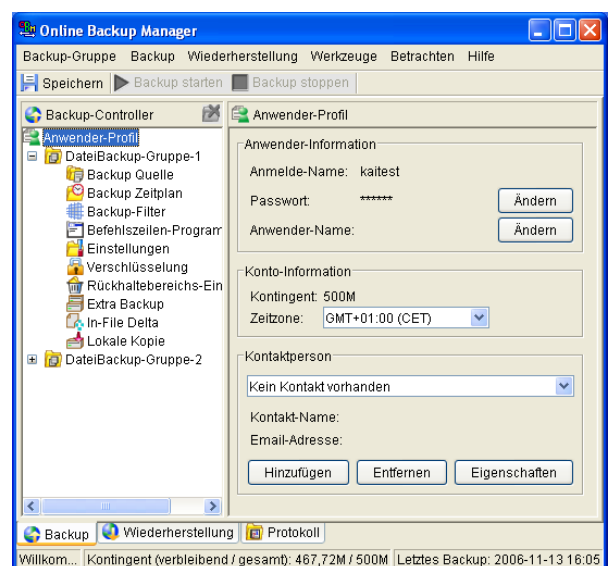 Online Backup Manager
Backup-Gruppe Backup Wiederherstellung Werkzeuge Betrachten Hilfe
Speichern Backup starten Backup stoppen
Backup-Controller
Anwender-Profil
DateiBackup-Gruppe-1
Backup Quelle
Backup Zeitplan
Backup-Filter
Befehlszeilen-Program
Einstellungen
Verschlüsselung
Rückhaltebereichs-Ein
Extra Backup
In-File Delta
Lokale Kopie
DateiBackup-Gruppe-2
Anwender-Profil
Anwender-Information
Anmelde-Name: kaitest
Passwort: ****** Ändern
Anwender-Name: Ändern
Konto-Information
Kontingent: 500M
Zeitzone: GMT+01:00 (CET)
Kontaktperson
Kein Kontakt vorhanden
Kontakt-Name:
Email-Adresse:
Hinzufügen Entfernen Eigenschaften
Backup Wiederherstellung Protokoll
Willkom... Kontingent (verbleibend / gesamt): 467,72M / 500M Letztes Backup: 2006-11-13 16:05